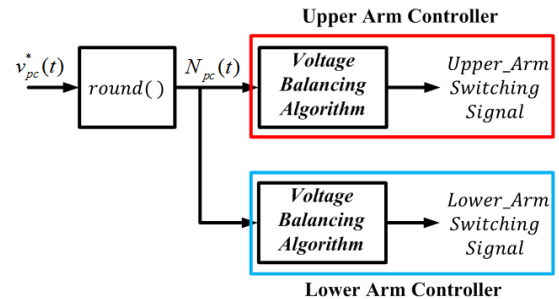 Upper Arm Controller
v*pc(t)
round()
Npc(t)
Voltage
Balancing
Algorithm
Upper_Arm
Switching
Signal
Voltage
Balancing
Algorithm
Lower_Arm
Switching
Signal
Lower Arm Controller